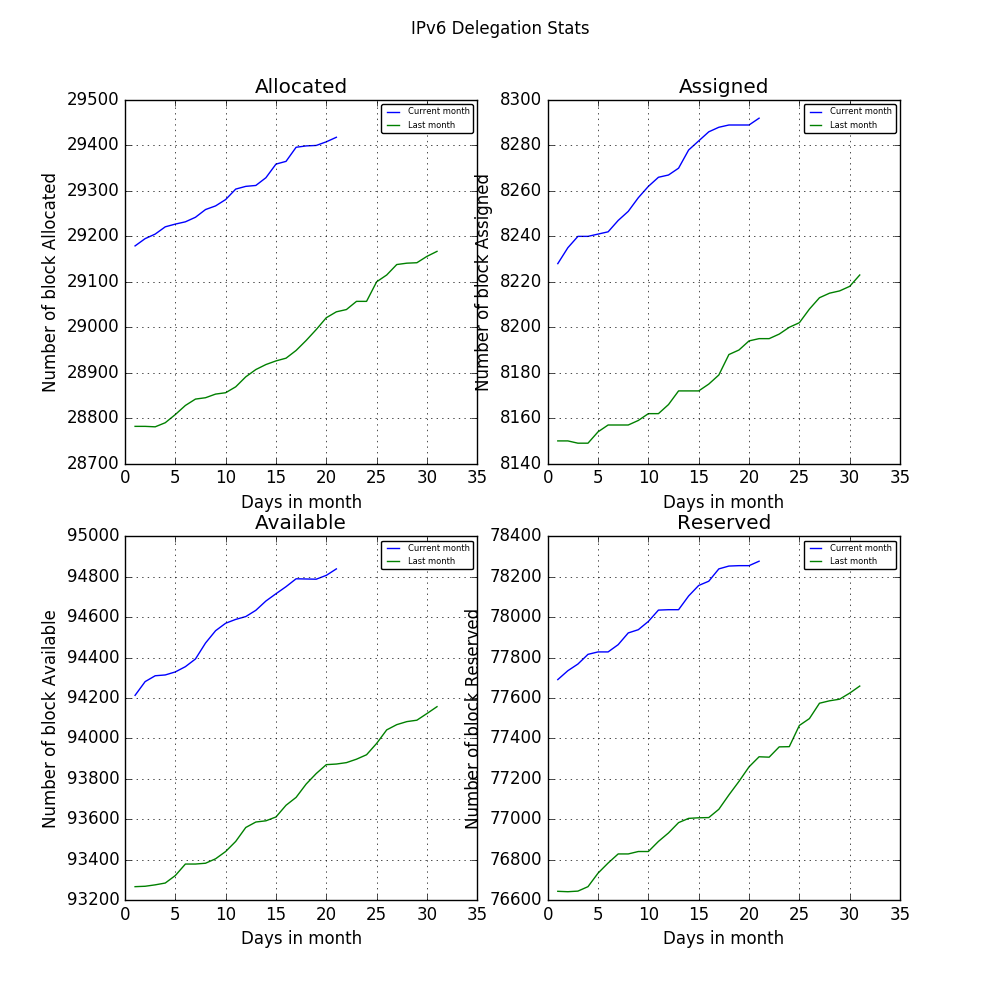 IPv6 Delegation Stats
Allocated
29500
29400
29300
29200
29100
29000
28900
28800
28700
0 5 10 15 20 25 30 35
Number of block Allocated
Days in month
Current month
Last month
Assigned
8300
8280
8260
8240
8220
8200
8180
8160
8140
0 5 10 15 20 25 30 35
Number of block Assigned
Days in month
Current month
Last month
Available
95000
94800
94600
94400
94200
94000
93800
93600
93400
93200
0 5 10 15 20 25 30 35
Number of block Available
Days in month
Current month
Last month
Reserved
78400
78200
78000
77800
77600
77400
77200
77000
76800
76600
0 5 10 15 20 25 30 35
Number of block Reserved
Days in month
Current month
Last month